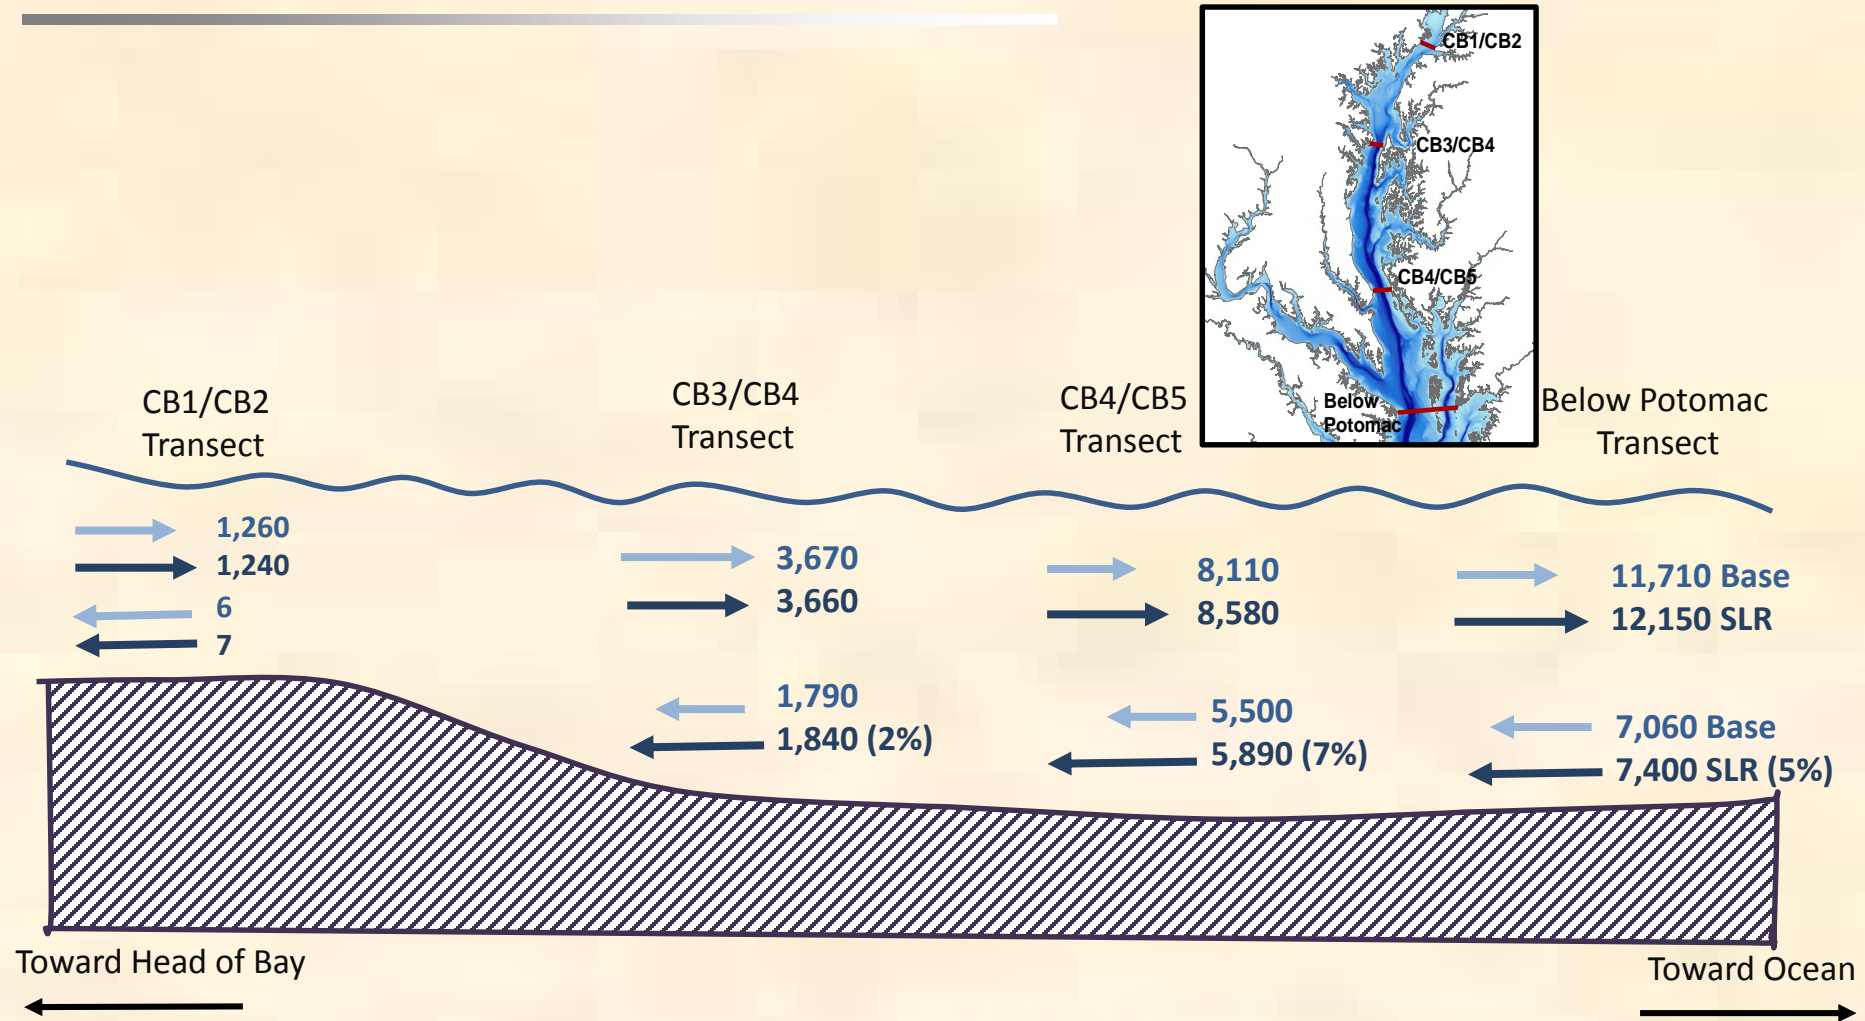 CB1/CB2
CB3/CB4
CB4/CB5
Below
Potomac
CB1/CB2
Transect
CB3/CB4
Transect
CB4/CB5
Transect
Below Potomac
Transect
1,260
1,240
6
7
3,670
3,660
1,790
1,840 (2%)
8,110
8,580
5,500
5,890 (7%)
11,710 Base
12,150 SLR
7,060 Base
7,400 SLR (5%)
Toward Head of Bay
Toward Ocean